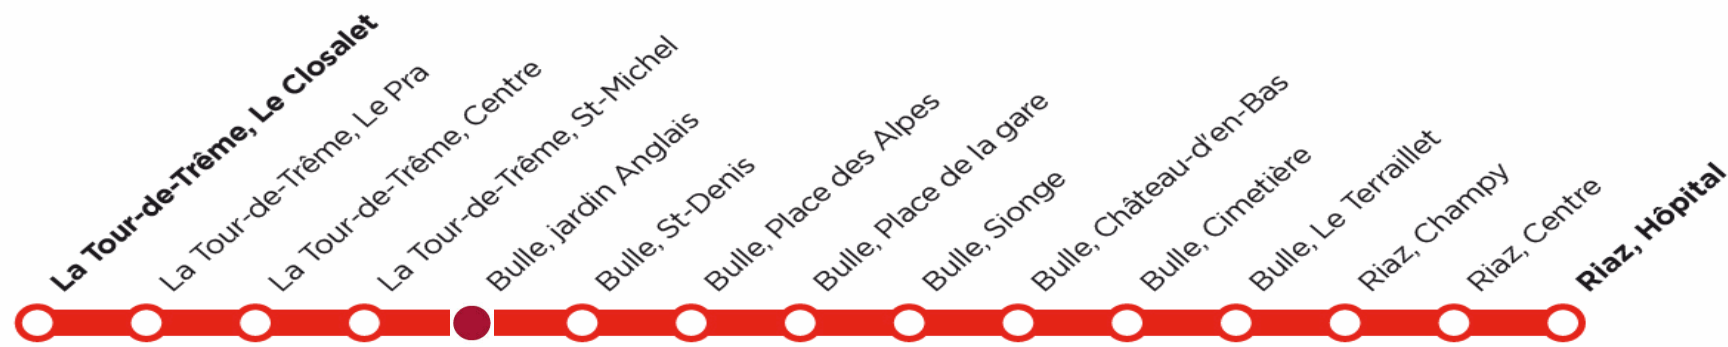 La Tour-de-Trême, Le Closalet
La Tour-de-Trême, Le Pra
La Tour-de-Trême, Centre
La Tour-de-Trême, St-Michel
Bulle, jardin Anglais
Bulle, St-Denis
Bulle, Place des Alpes
Bulle, Place de la gare
Bulle, Sionge
Bulle, Château-d'en-Bas
Bulle, Cimetière
Bulle, Le Terraillet
Riaz, Champy
Riaz, Centre
Riaz, Hôpital